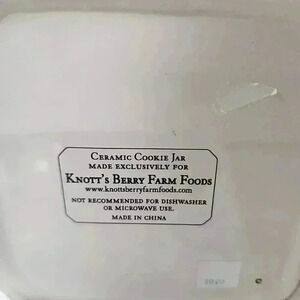 Ceramic Cookie Jar
made exclusively for
Knott's Berry Farm Foods
www.knottsberryfarmfoods.com
not recommended for dishwasher
or microwave use.
made in china